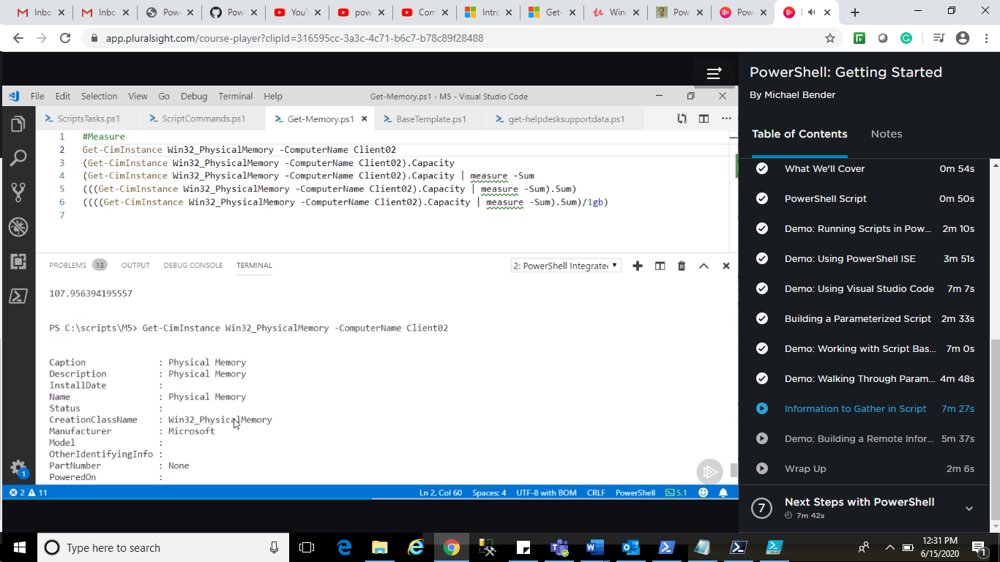 Inbo
Inbo
Pow
Pow
YouT
pow
Com
Intro
Get-
Win
Pow
Pow
app.pluralsight.com/course-player?clipId=316595cc-3a3c-4c71-b6c7-b78c89f28488
File Edit Selection View Go Debug Terminal Help
Get-Memory.ps1 - M5 - Visual Studio Code
ScriptsTasks.ps1
ScriptCommands.ps1
Get-Memory.ps1
BaseTemplate.ps1
get-helpdesksupportdata.ps1
1 #Measure
2 Get-CimInstance Win32_PhysicalMemory -ComputerName Client02
3 (Get-CimInstance Win32_PhysicalMemory -ComputerName Client02).Capacity
4 (Get-CimInstance Win32_PhysicalMemory -ComputerName Client02).Capacity | measure -Sum
5 (((Get-CimInstance Win32_PhysicalMemory -ComputerName Client02).Capacity | measure -Sum).Sum)
6 ((((Get-CimInstance Win32_PhysicalMemory -ComputerName Client02).Capacity | measure -Sum).Sum)/1gb)
7
PROBLEMS 13 OUTPUT DEBUG CONSOLE TERMINAL
2: PowerShell Integrate
107.956394195557
PS C:\scripts\M5> Get-CimInstance Win32_PhysicalMemory -ComputerName Client02
Caption : Physical Memory
Description : Physical Memory
InstallDate :
Name : Physical Memory
Status :
CreationClassName : Win32_PhysicalMemory
Manufacturer : Microsoft
Model :
OtherIdentifyingInfo :
PartNumber : None
PoweredOn :
1
2 11
Ln 2, Col 60 Spaces: 4 UTF-8 with BOM CRLF PowerShell 5.1
PowerShell: Getting Started
By Michael Bender
Table of Contents Notes
What We'll Cover 0m 54s
PowerShell Script 0m 50s
Demo: Running Scripts in Pow... 2m 10s
Demo: Using PowerShell ISE 3m 51s
Demo: Using Visual Studio Code 7m 7s
Building a Parameterized Script 2m 33s
Demo: Working with Script Bas... 7m 0s
Demo: Walking Through Param... 4m 48s
Information to Gather in Script 7m 27s
Demo: Building a Remote Infor... 5m 37s
Wrap Up 2m 6s
7 Next Steps with PowerShell
7m 42s
Type here to search
12:31 PM
6/15/2020
1